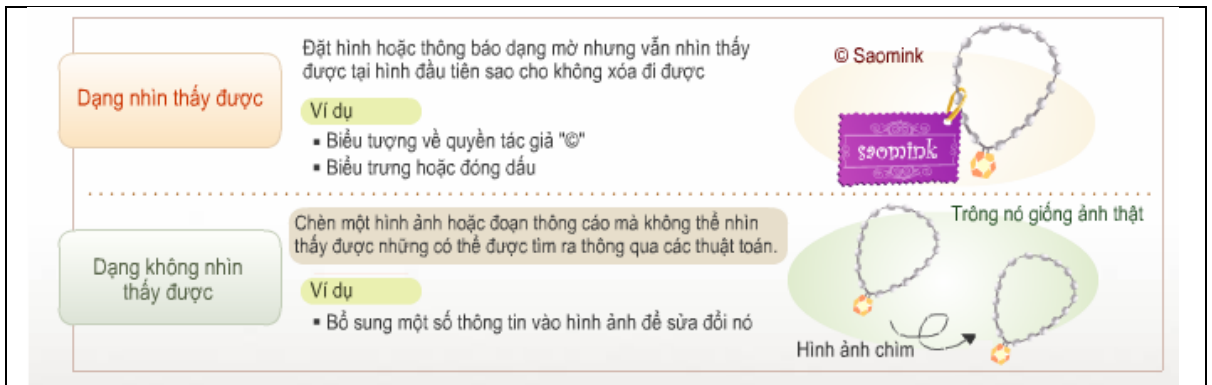 Dạng nhìn thấy được
Đặt hình hoặc thông báo dạng mờ nhưng vẫn nhìn thấy
được tại hình đầu tiên sao cho không xóa đi được
Ví dụ
▪ Biểu tượng về quyền tác giả "©"
▪ Biểu trưng hoặc đóng dấu
© Saomink
saomink
Dạng không nhìn
thấy được
Chèn một hình ảnh hoặc đoạn thông cáo mà không thể nhìn
thấy được những có thể được tìm ra thông qua các thuật toán.
Ví dụ
▪ Bổ sung một số thông tin vào hình ảnh để sửa đổi nó
Trông nó giống ảnh thật
Hình ảnh chìm